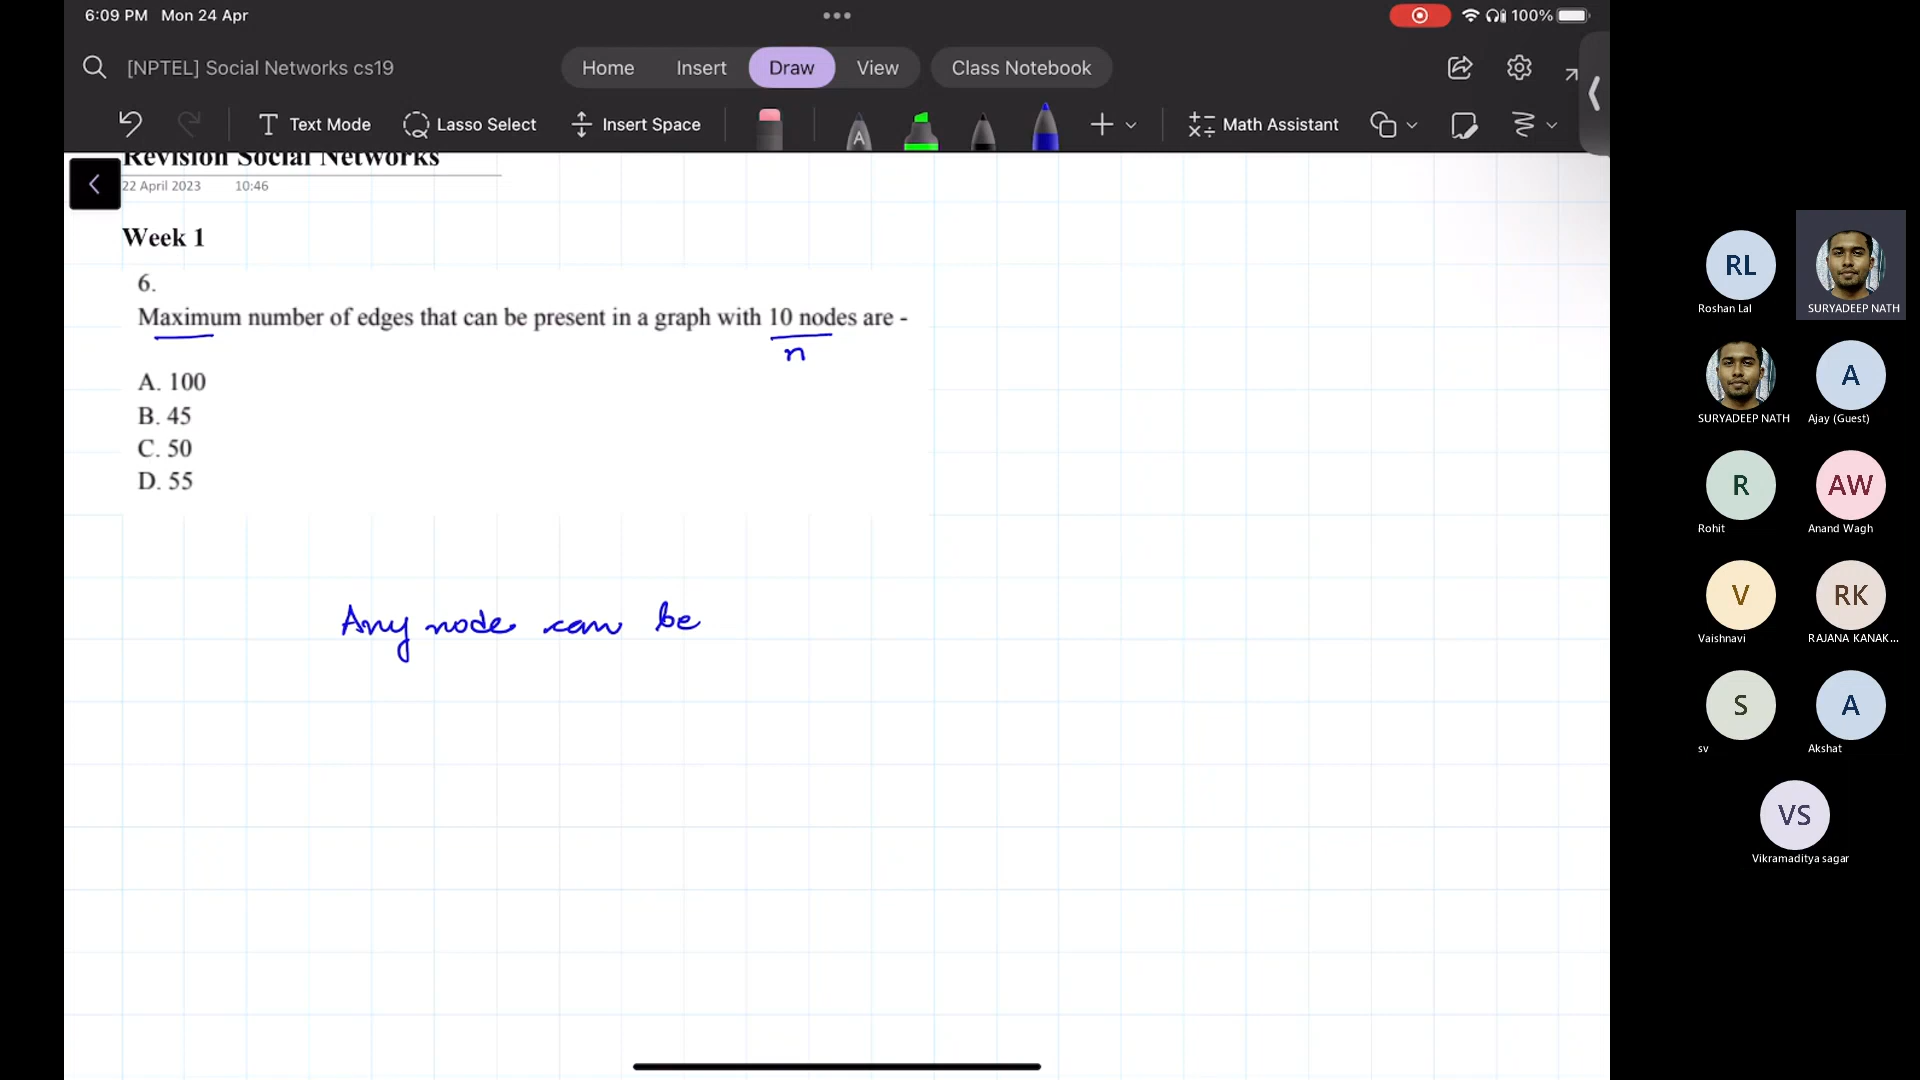 6:09 PM Mon 24 Apr
100%
[NPTEL] Social Networks cs19
Home Insert Draw View Class Notebook
Text Mode Lasso Select Insert Space A Math Assistant
Revision Social Networks
22 April 2023 10:46
Week 1
6.
Maximum number of edges that can be present in a graph with 10 nodes are -
n
A. 100
B. 45
C. 50
D. 55
Any node can be
RL
Roshan Lal
SURYADEEP NATH
SURYADEEP NATH
A
Ajay (Guest)
R
Rohit
AW
Anand Wagh
V
Vaishnavi
RK
RAJANA KANAK...
S
sv
A
Akshat
VS
Vikramaditya sagar